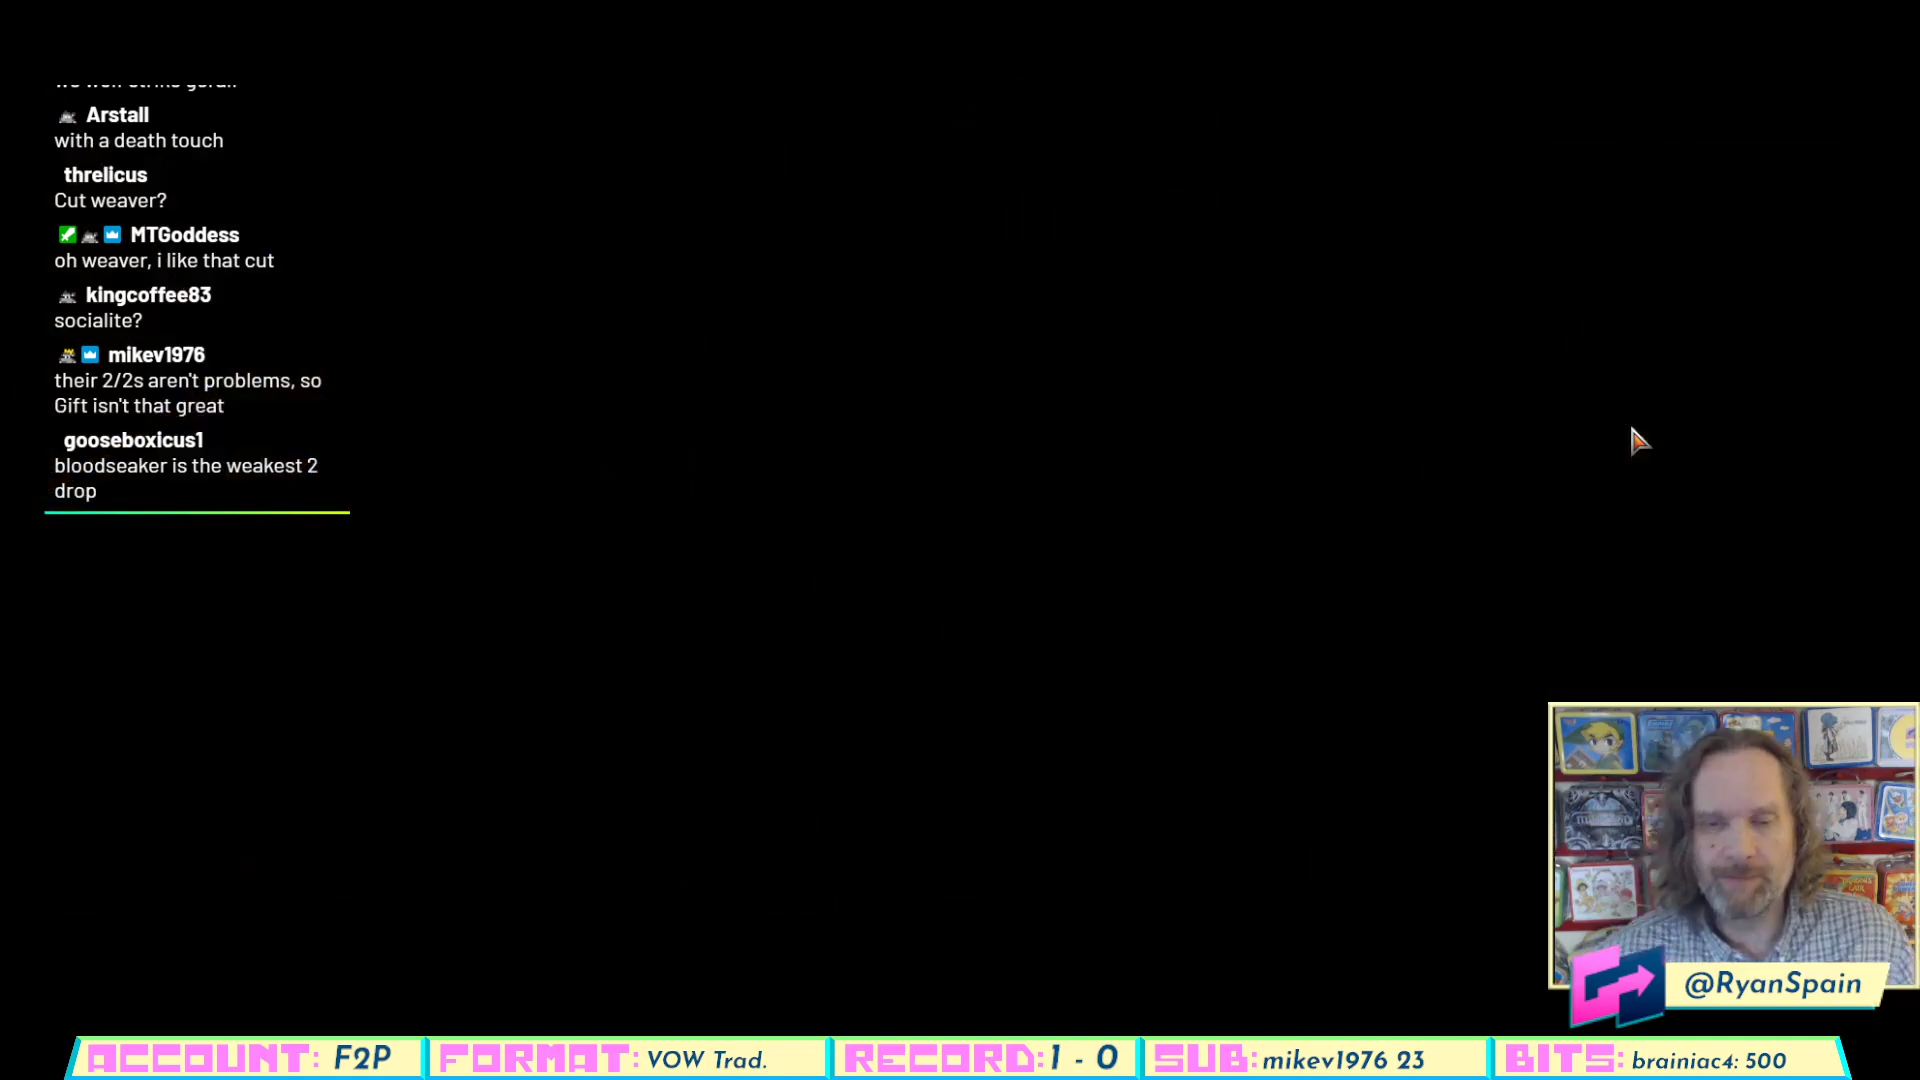 Arstall
with a death touch
threlicus
Cut weaver?
MTGoddess
oh weaver, i like that cut
kingcoffee83
socialite?
mikev1976
their 2/2s aren't problems, so
Gift isn't that great
gooseboxicus1
bloodseaker is the weakest 2
drop
@RyanSpain
ACCOUNT: F2P
FORMAT: VOW Trad.
RECORD: 1 - 0
SUB: mikev1976 23
BITS: brainiac4: 500